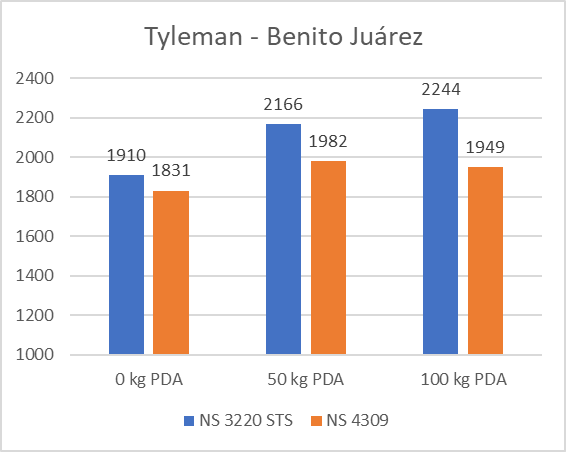 Tyleman - Benito Juárez
2400
2200
2000
1800
1600
1400
1200
1000
1910
1831
2166
1982
2244
1949
0 kg PDA
50 kg PDA
100 kg PDA
NS 3220 STS
NS 4309